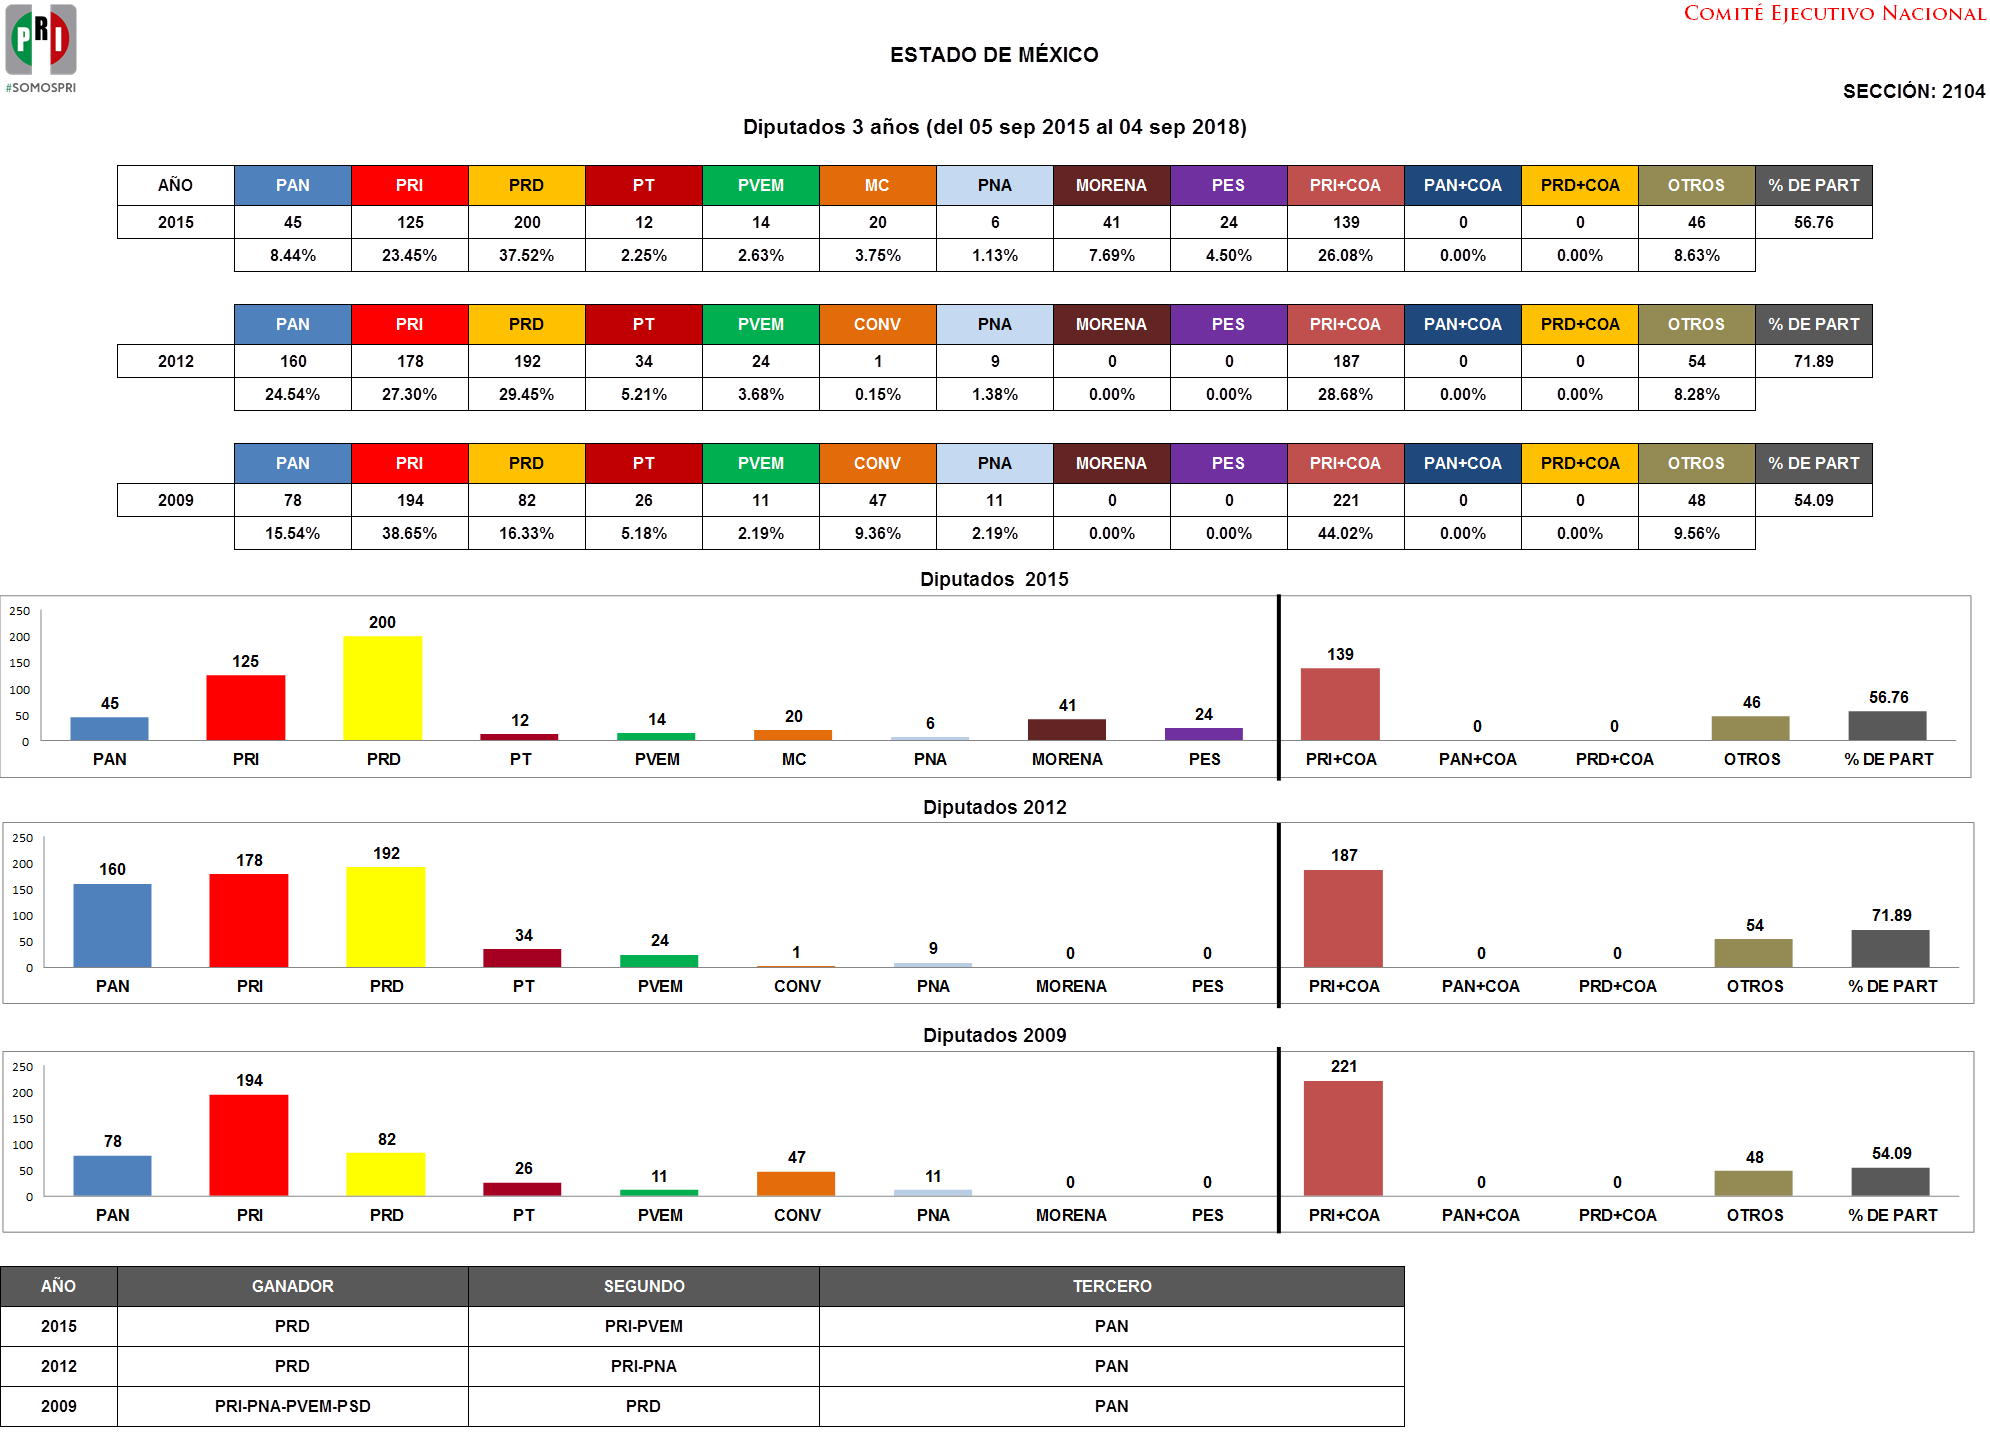 PRI
#SOMOSPRI
COMITÉ EJECUTIVO NACIONAL
ESTADO DE MÉXICO
SECCIÓN: 2104
Diputados 3 años (del 05 sep 2015 al 04 sep 2018)
AÑO PAN PRI PRD PT PVEM MC PNA MORENA PES PRI+COA PAN+COA PRD+COA OTROS % DE PART
2015 45 125 200 12 14 20 6 41 24 139 0 0 46 56.76
8.44% 23.45% 37.52% 2.25% 2.63% 3.75% 1.13% 7.69% 4.50% 26.08% 0.00% 0.00% 8.63%
PAN PRI PRD PT PVEM CONV PNA MORENA PES PRI+COA PAN+COA PRD+COA OTROS % DE PART
2012 160 178 192 34 24 1 9 0 0 187 0 0 54 71.89
24.54% 27.30% 29.45% 5.21% 3.68% 0.15% 1.38% 0.00% 0.00% 28.68% 0.00% 0.00% 8.28%
PAN PRI PRD PT PVEM CONV PNA MORENA PES PRI+COA PAN+COA PRD+COA OTROS % DE PART
2009 78 194 82 26 11 47 11 0 0 221 0 0 48 54.09
15.54% 38.65% 16.33% 5.18% 2.19% 9.36% 2.19% 0.00% 0.00% 44.02% 0.00% 0.00% 9.56%
Diputados 2015
250
200
150
100
50
0
45 125 200 12 14 20 6 41 24 139 0 0 46 56.76
PAN PRI PRD PT PVEM MC PNA MORENA PES PRI+COA PAN+COA PRD+COA OTROS % DE PART
Diputados 2012
250
200
150
100
50
0
160 178 192 34 24 1 9 0 0 187 0 0 54 71.89
PAN PRI PRD PT PVEM CONV PNA MORENA PES PRI+COA PAN+COA PRD+COA OTROS % DE PART
Diputados 2009
250
200
150
100
50
0
78 194 82 26 11 47 11 0 0 221 0 0 48 54.09
PAN PRI PRD PT PVEM CONV PNA MORENA PES PRI+COA PAN+COA PRD+COA OTROS % DE PART
AÑO GANADOR SEGUNDO TERCERO
2015 PRD PRI-PVEM PAN
2012 PRD PRI-PNA PAN
2009 PRI-PNA-PVEM-PSD PRD PAN